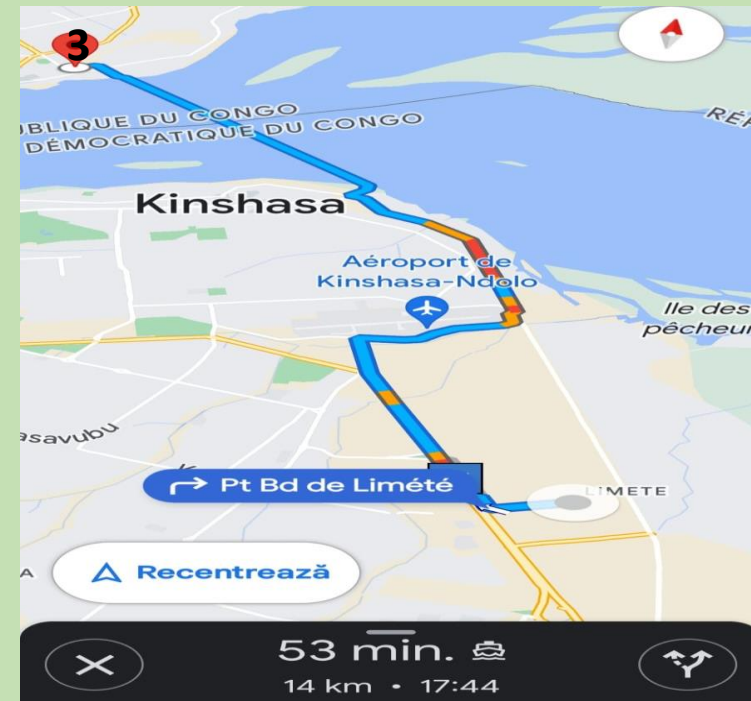 3
UBLIQUE DU CONGO
DÉMOCRATIQUE DU CONGO
RÉP
Kinshasa
Aéroport de
Kinshasa-Ndolo
Ile des
pêcheur
asavubu
K
Pt Bd de Limété
LIMETE
A
Recentrează
53 min.
14 km • 17:44